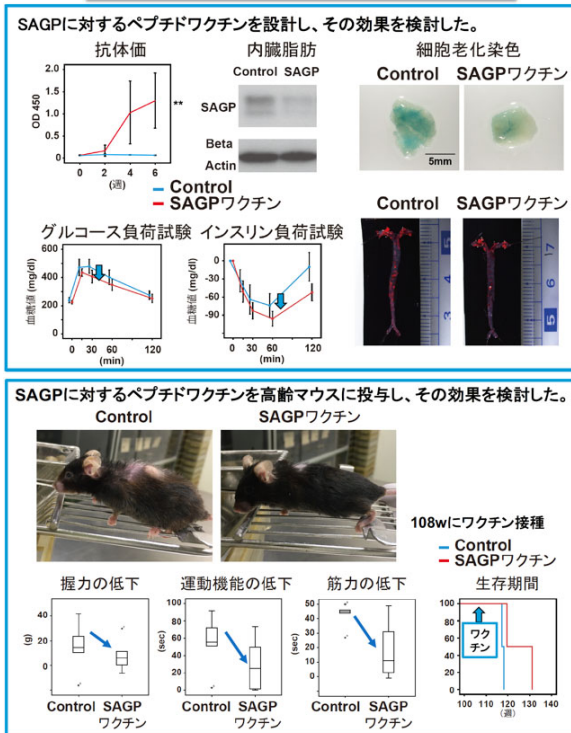 SAGPに対するペプチドワクチンを設計し、その効果を検討した。
抗体価
内臓脂肪
細胞老化染色
Control SAGP
Control SAGPワクチン
OD 450
2.0
1.5
1.0
0.5
0.0
0 2 4 6
(週)
**
SAGP
Beta
Actin
5mm
Control
SAGPワクチン
Control SAGPワクチン
グルコース負荷試験
インスリン負荷試験
血糖値 (mg/dl)
600
400
200
0
0 30 60 120
(min)
血糖値 (mg/dl)
0
-30
-60
-90
0 30 60 120
(min)
5
4
3
17
6
5
SAGPに対するペプチドワクチンを高齢マウスに投与し、その効果を検討した。
Control
SAGPワクチン
108wにワクチン接種
Control
SAGPワクチン
握力の低下
運動機能の低下
筋力の低下
生存期間
(g)
40
20
0
Control SAGP
ワクチン
(sec)
100
80
60
40
20
0
Control SAGP
ワクチン
(sec)
50
40
30
20
10
0
Control SAGP
ワクチン
100
80
60
40
20
0
ワク
チン
100 110 120 130 140
(週)